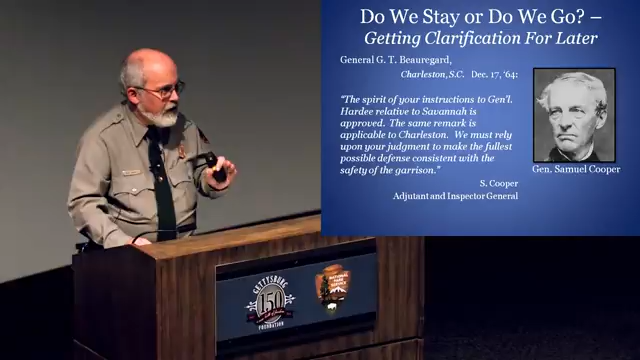 Do We Stay or Do We Go? –
Getting Clarification For Later
General G. T. Beauregard,
Charleston, S.C. Dec. 17, ‘64:
“The spirit of your instructions to Gen’l.
Hardee relative to Savannah is
approved. The same remark is
applicable to Charleston. We must rely
upon your judgment to make the fullest
possible defense consistent with the
safety of the garrison.”
S. Cooper
Adjutant and Inspector General
Gen. Samuel Cooper
GETTYSBURG
150
FOUNDATION
NATIONAL
PARK
SERVICE